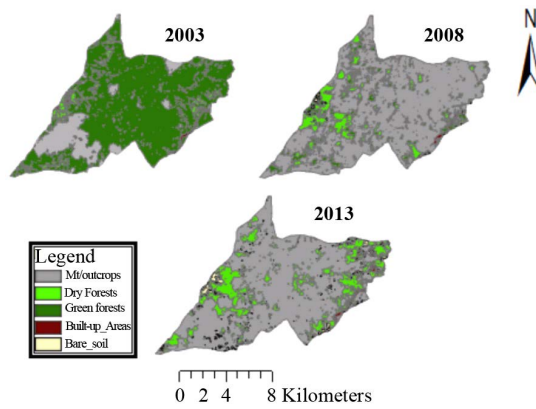 2003
2008
N
2013
Legend
Mt/outcrops
Dry Forests
Green forests
Built-up_Areas
Bare_soil
0 2 4 8 Kilometers